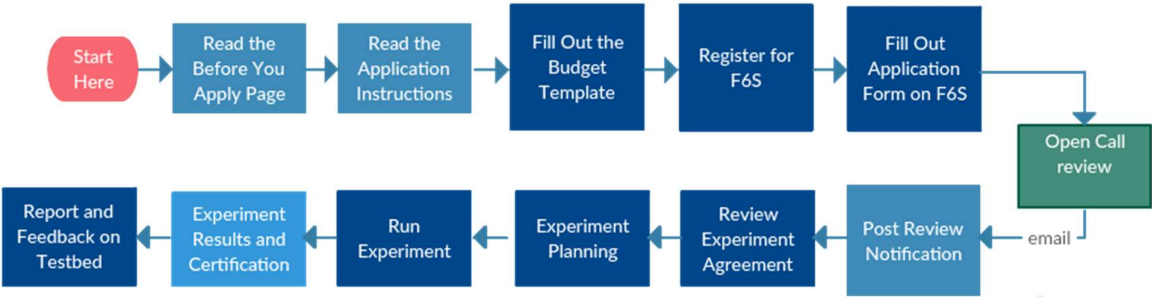 Start
Here
Read the
Before You
Apply Page
Read the
Application
Instructions
Fill Out the
Budget
Template
Register for
F6S
Fill Out
Application
Form on F6S
Open Call
review
email
Post Review
Notification
Review
Experiment
Agreement
Experiment
Planning
Run
Experiment
Experiment
Results and
Certification
Report and
Feedback on
Testbed